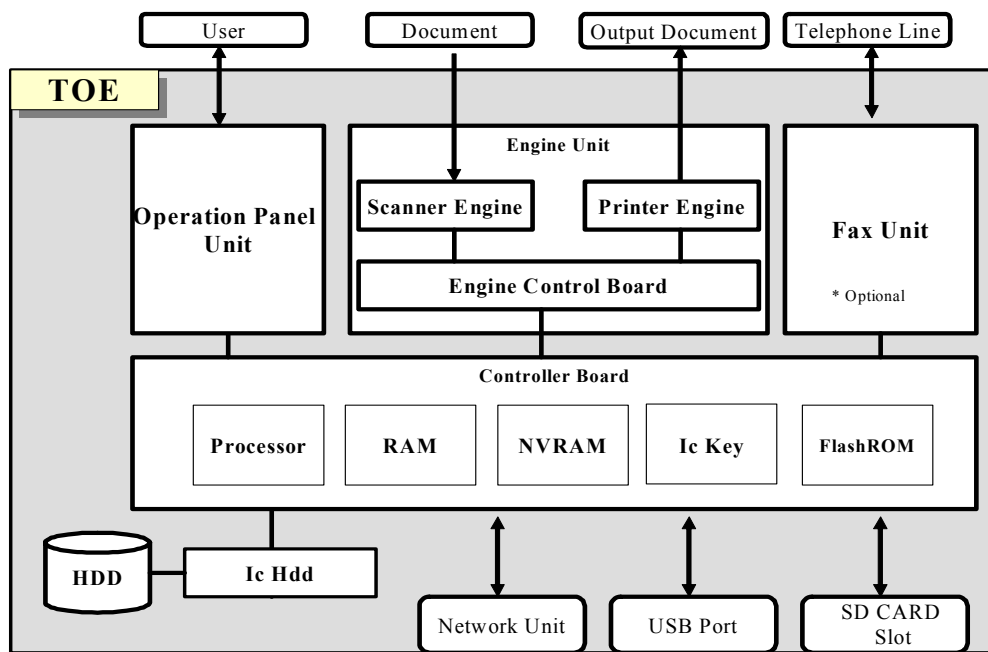 User
Document
Output Document
Telephone Line
TOE
Operation Panel
Unit
Engine Unit
Scanner Engine
Printer Engine
Engine Control Board
Fax Unit
* Optional
Controller Board
Processor
RAM
NVRAM
Ic Key
FlashROM
HDD
Ic Hdd
Network Unit
USB Port
SD CARD
Slot